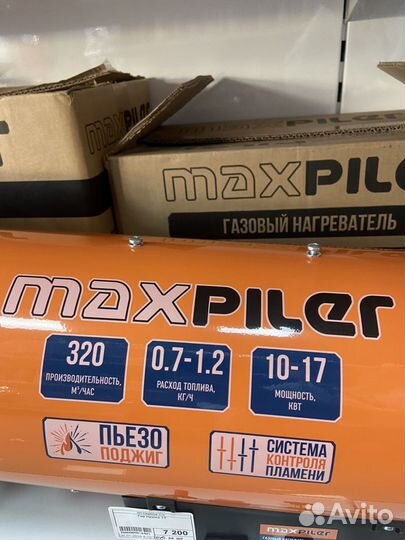 MAXPILER
MAXPILER
ГАЗОВЫЙ НАГРЕВАТЕЛЬ
MAXPILER
320
ПРОИЗВОДИТЕЛЬНОСТЬ,
М³/ЧАС
0.7-1.2
РАСХОД ТОПЛИВА,
КГ/Ч
10-17
МОЩНОСТЬ,
КВТ
ПЬЕЗО
ПОДЖИГ
СИСТЕМА
КОНТРОЛЯ
ПЛАМЕНИ
7 200
MAXPILER
Avito